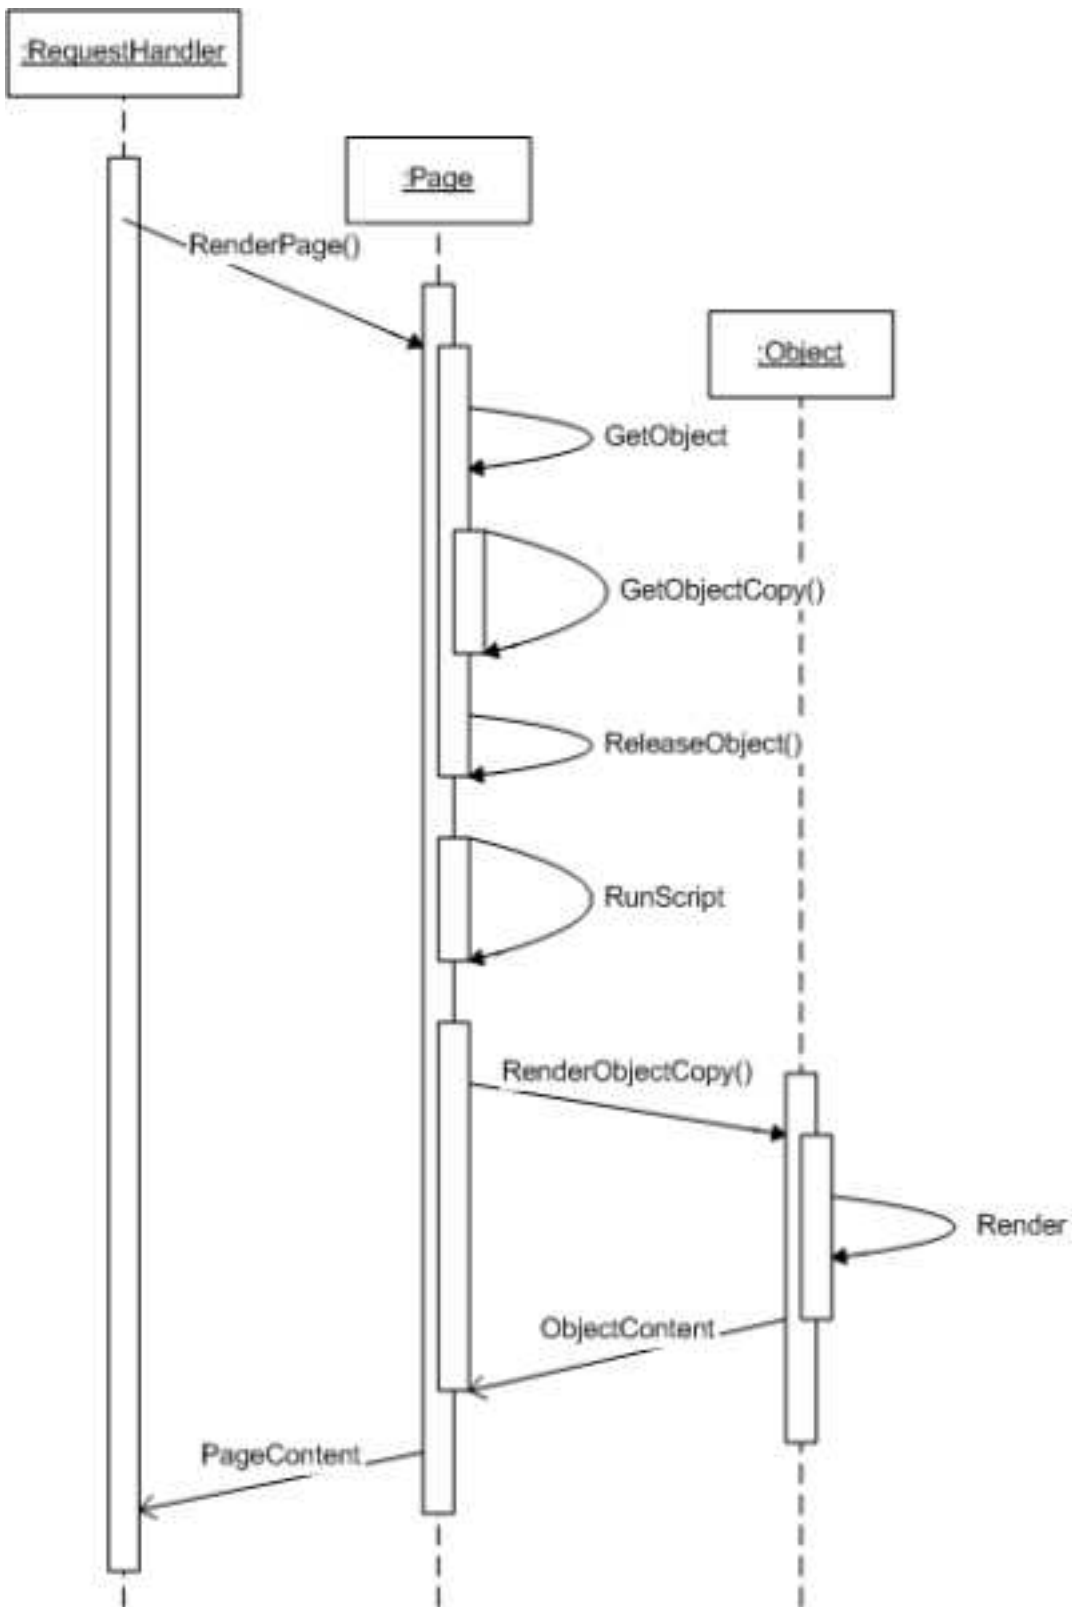 :RequestHandler
:Page
RenderPage()
:Object
GetObject
GetObjectCopy()
ReleaseObject()
RunScript
RenderObjectCopy()
Render
ObjectContent
PageContent